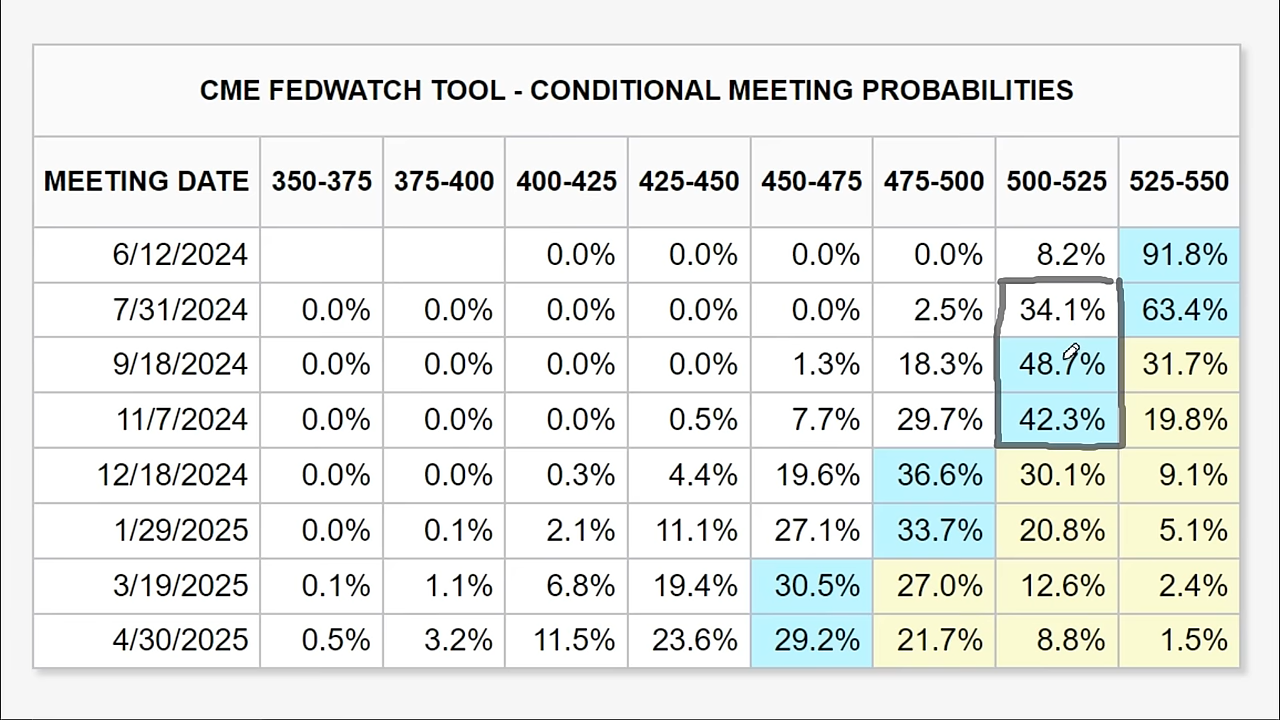 CME FEDWATCH TOOL - CONDITIONAL MEETING PROBABILITIES
MEETING DATE 350-375 375-400 400-425 425-450 450-475 475-500 500-525 525-550
6/12/2024 0.0% 0.0% 0.0% 0.0% 8.2% 91.8%
7/31/2024 0.0% 0.0% 0.0% 0.0% 0.0% 2.5% 34.1% 63.4%
9/18/2024 0.0% 0.0% 0.0% 0.0% 1.3% 18.3% 48.7% 31.7%
11/7/2024 0.0% 0.0% 0.0% 0.5% 7.7% 29.7% 42.3% 19.8%
12/18/2024 0.0% 0.0% 0.3% 4.4% 19.6% 36.6% 30.1% 9.1%
1/29/2025 0.0% 0.1% 2.1% 11.1% 27.1% 33.7% 20.8% 5.1%
3/19/2025 0.1% 1.1% 6.8% 19.4% 30.5% 27.0% 12.6% 2.4%
4/30/2025 0.5% 3.2% 11.5% 23.6% 29.2% 21.7% 8.8% 1.5%